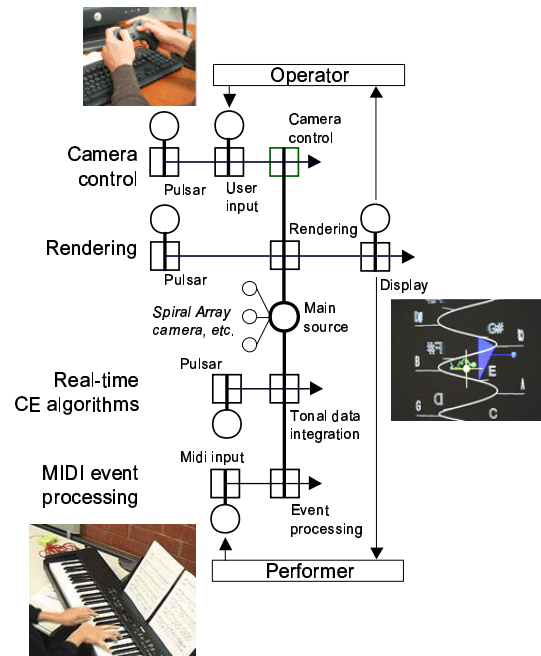 Operator
Camera
control
Camera
control
Pulsar
User
input
Rendering
Rendering
Pulsar
Display
Spiral Array
camera, etc.
Main
source
D#
G#
F#
B
E
A
G
D
C
Real-time
CE algorithms
Pulsar
Tonal data
integration
MIDI event
processing
Midi input
Event
processing
Performer